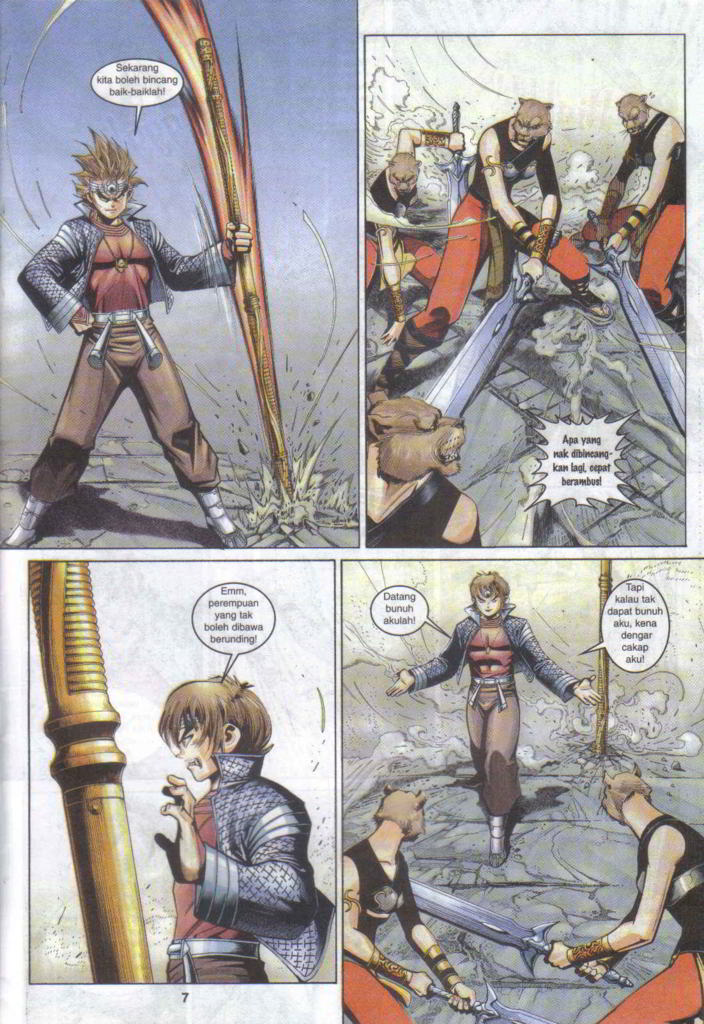 Sekarang
kita boleh bincang
baik-baiklah!
Apa yang
nak dibincang-
kan lagi, cepat
berambus!
Emm,
perempuan
yang tak
boleh dibawa
berunding!
Datang
bunuh
akulah!
Tapi
kalau tak
dapat bunuh
aku, kena
dengar
cakap
aku!
7